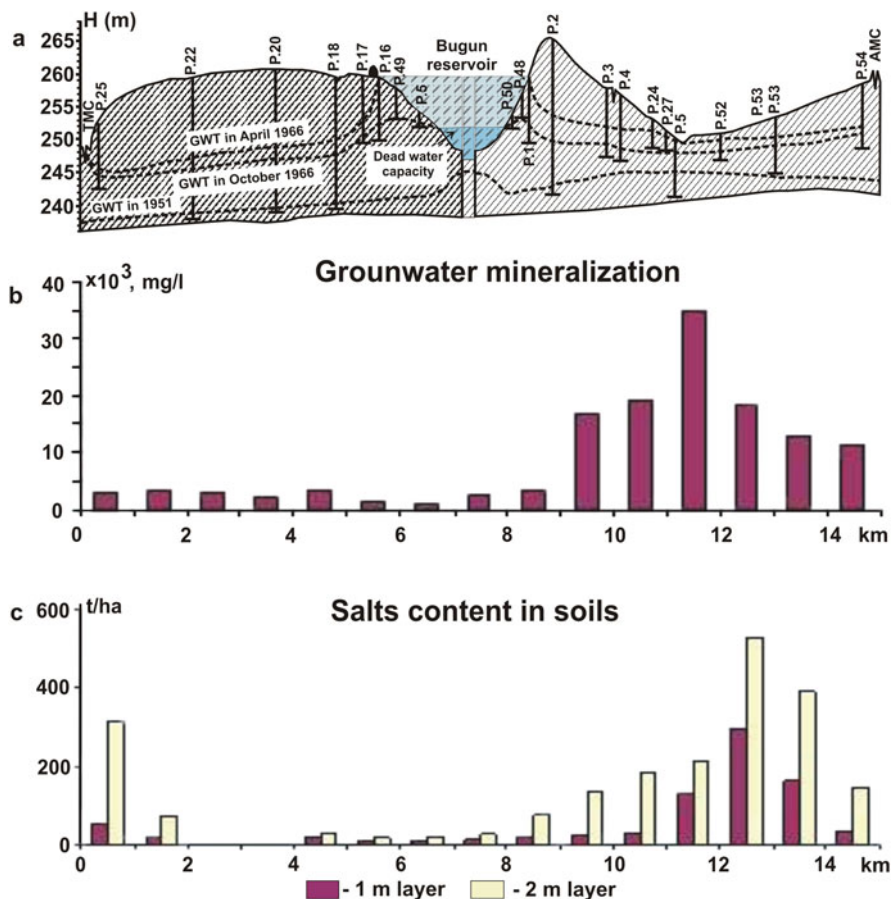 a
H (m)
265
260
255
250
245
240
TMC
P.25
P.22
P.20
P.18
P.17
P.16
P.49
P.6
Bugun
reservoir
P.50
P.48
P.1
P.2
P.3
P.4
P.24
P.27
P.5
P.52
P.53
P.53
P.54
AMC
GWT in April 1966
GWT in October 1966
GWT in 1951
Dead water
capacity
b
x10³, mg/l
Grounwater mineralization
40
30
20
10
0
0 2 4 6 8 10 12 14 km
c
t/ha
Salts content in soils
600
400
200
0
0 2 4 6 8 10 12 14 km
- 1 m layer - 2 m layer